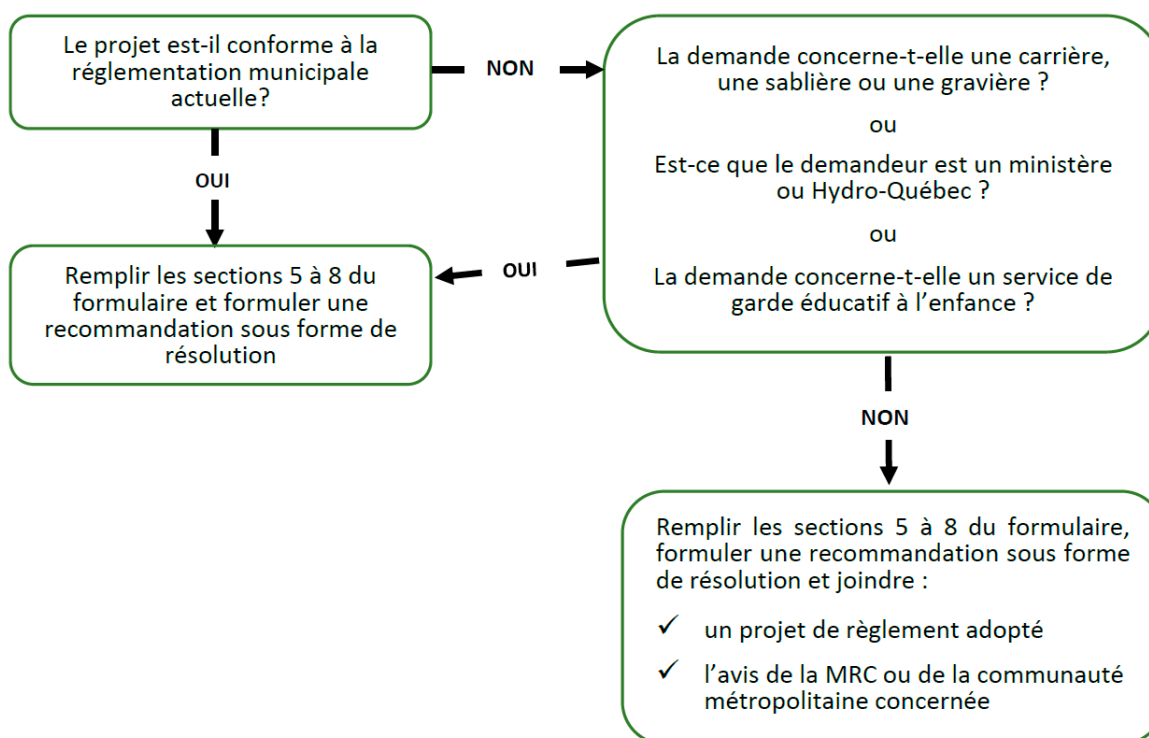 Le projet est-il conforme à la
réglementation municipale
actuelle?
NON
La demande concerne-t-elle une carrière,
une sablière ou une gravière ?
ou
Est-ce que le demandeur est un ministère
ou Hydro-Québec ?
ou
La demande concerne-t-elle un service de
garde éducatif à l’enfance ?
OUI
OUI
Remplir les sections 5 à 8 du
formulaire et formuler une
recommandation sous forme de
résolution
NON
Remplir les sections 5 à 8 du formulaire,
formuler une recommandation sous forme
de résolution et joindre :
✓ un projet de règlement adopté
✓ l’avis de la MRC ou de la communauté
métropolitaine concernée